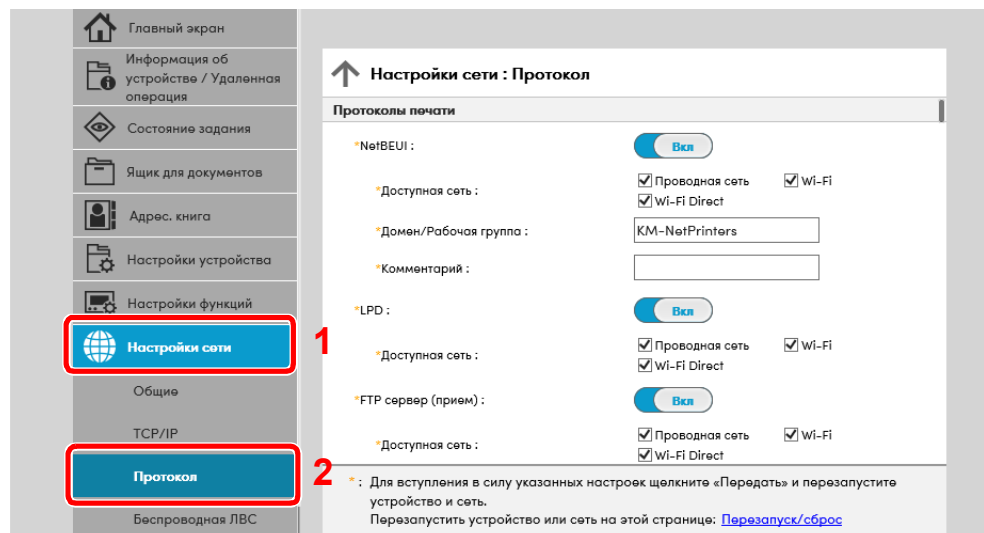 Главный экран
Информация об
устройстве / Удаленная
операция
Состояние задания
Ящик для документов
Адрес. книга
Настройки устройства
Настройки функций
Настройки сети
1
Общие
TCP/IP
Протокол
2
Беспроводная ЛВС
Настройки сети : Протокол
Протоколы печати
*NetBEUI :
Вкл
*Доступная сеть :
Проводная сеть
Wi-Fi
Wi-Fi Direct
*Домен/Рабочая группа :
KM-NetPrinters
*Комментарий :
*LPD :
Вкл
*Доступная сеть :
Проводная сеть
Wi-Fi
Wi-Fi Direct
*FTP сервер (прием) :
Вкл
*Доступная сеть :
Проводная сеть
Wi-Fi
Wi-Fi Direct
* : Для вступления в силу указанных настроек щелкните «Передать» и перезапустите
устройство и сеть.
Перезапустить устройство или сеть на этой странице: Перезапуск/сброс